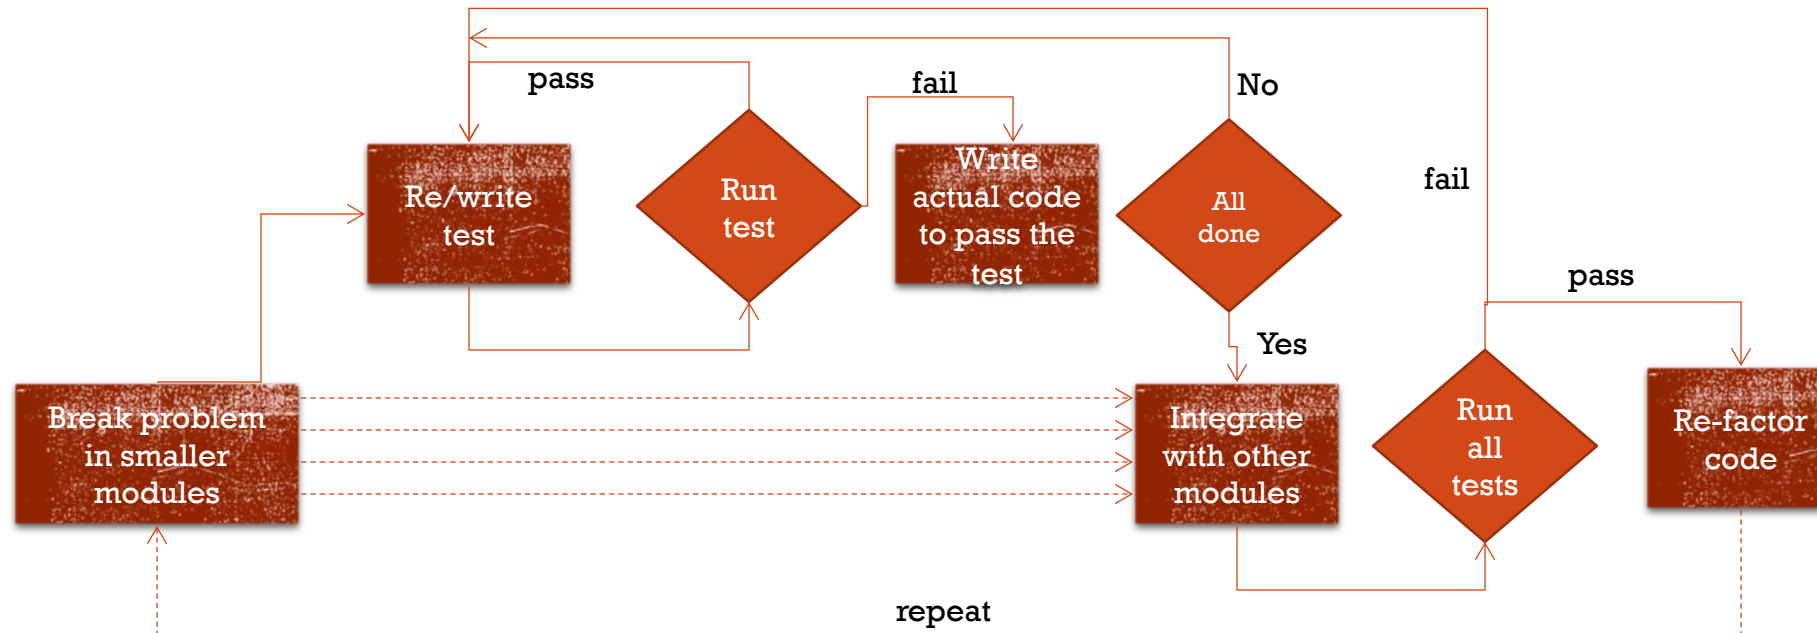 pass
fail
No
Re/write
test
Run
test
Write
actual code
to pass the
test
All
done
fail
Yes
pass
Break problem
in smaller
modules
Integrate
with other
modules
Run
all
tests
Re-factor
code
repeat